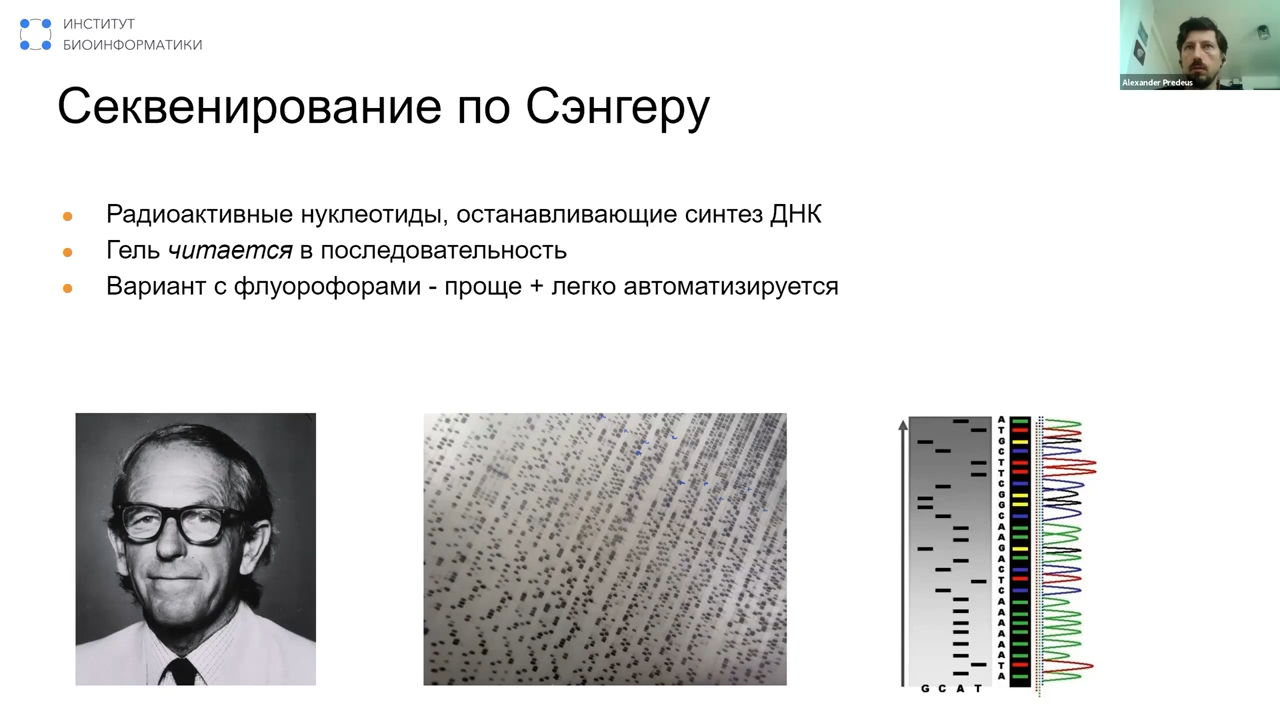 ИНСТИТУТ
БИОИНФОРМАТИКИ
Alexander Predeus
Секвенирование по Сэнгеру
Радиоактивные нуклеотиды, останавливающие синтез ДНК
Гель читается в последовательность
Вариант с флуорофорами - проще + легко автоматизируется
A
T
G
C
T
T
C
G
G
C
A
A
G
A
C
T
C
A
A
A
A
A
A
T
A
G C A T